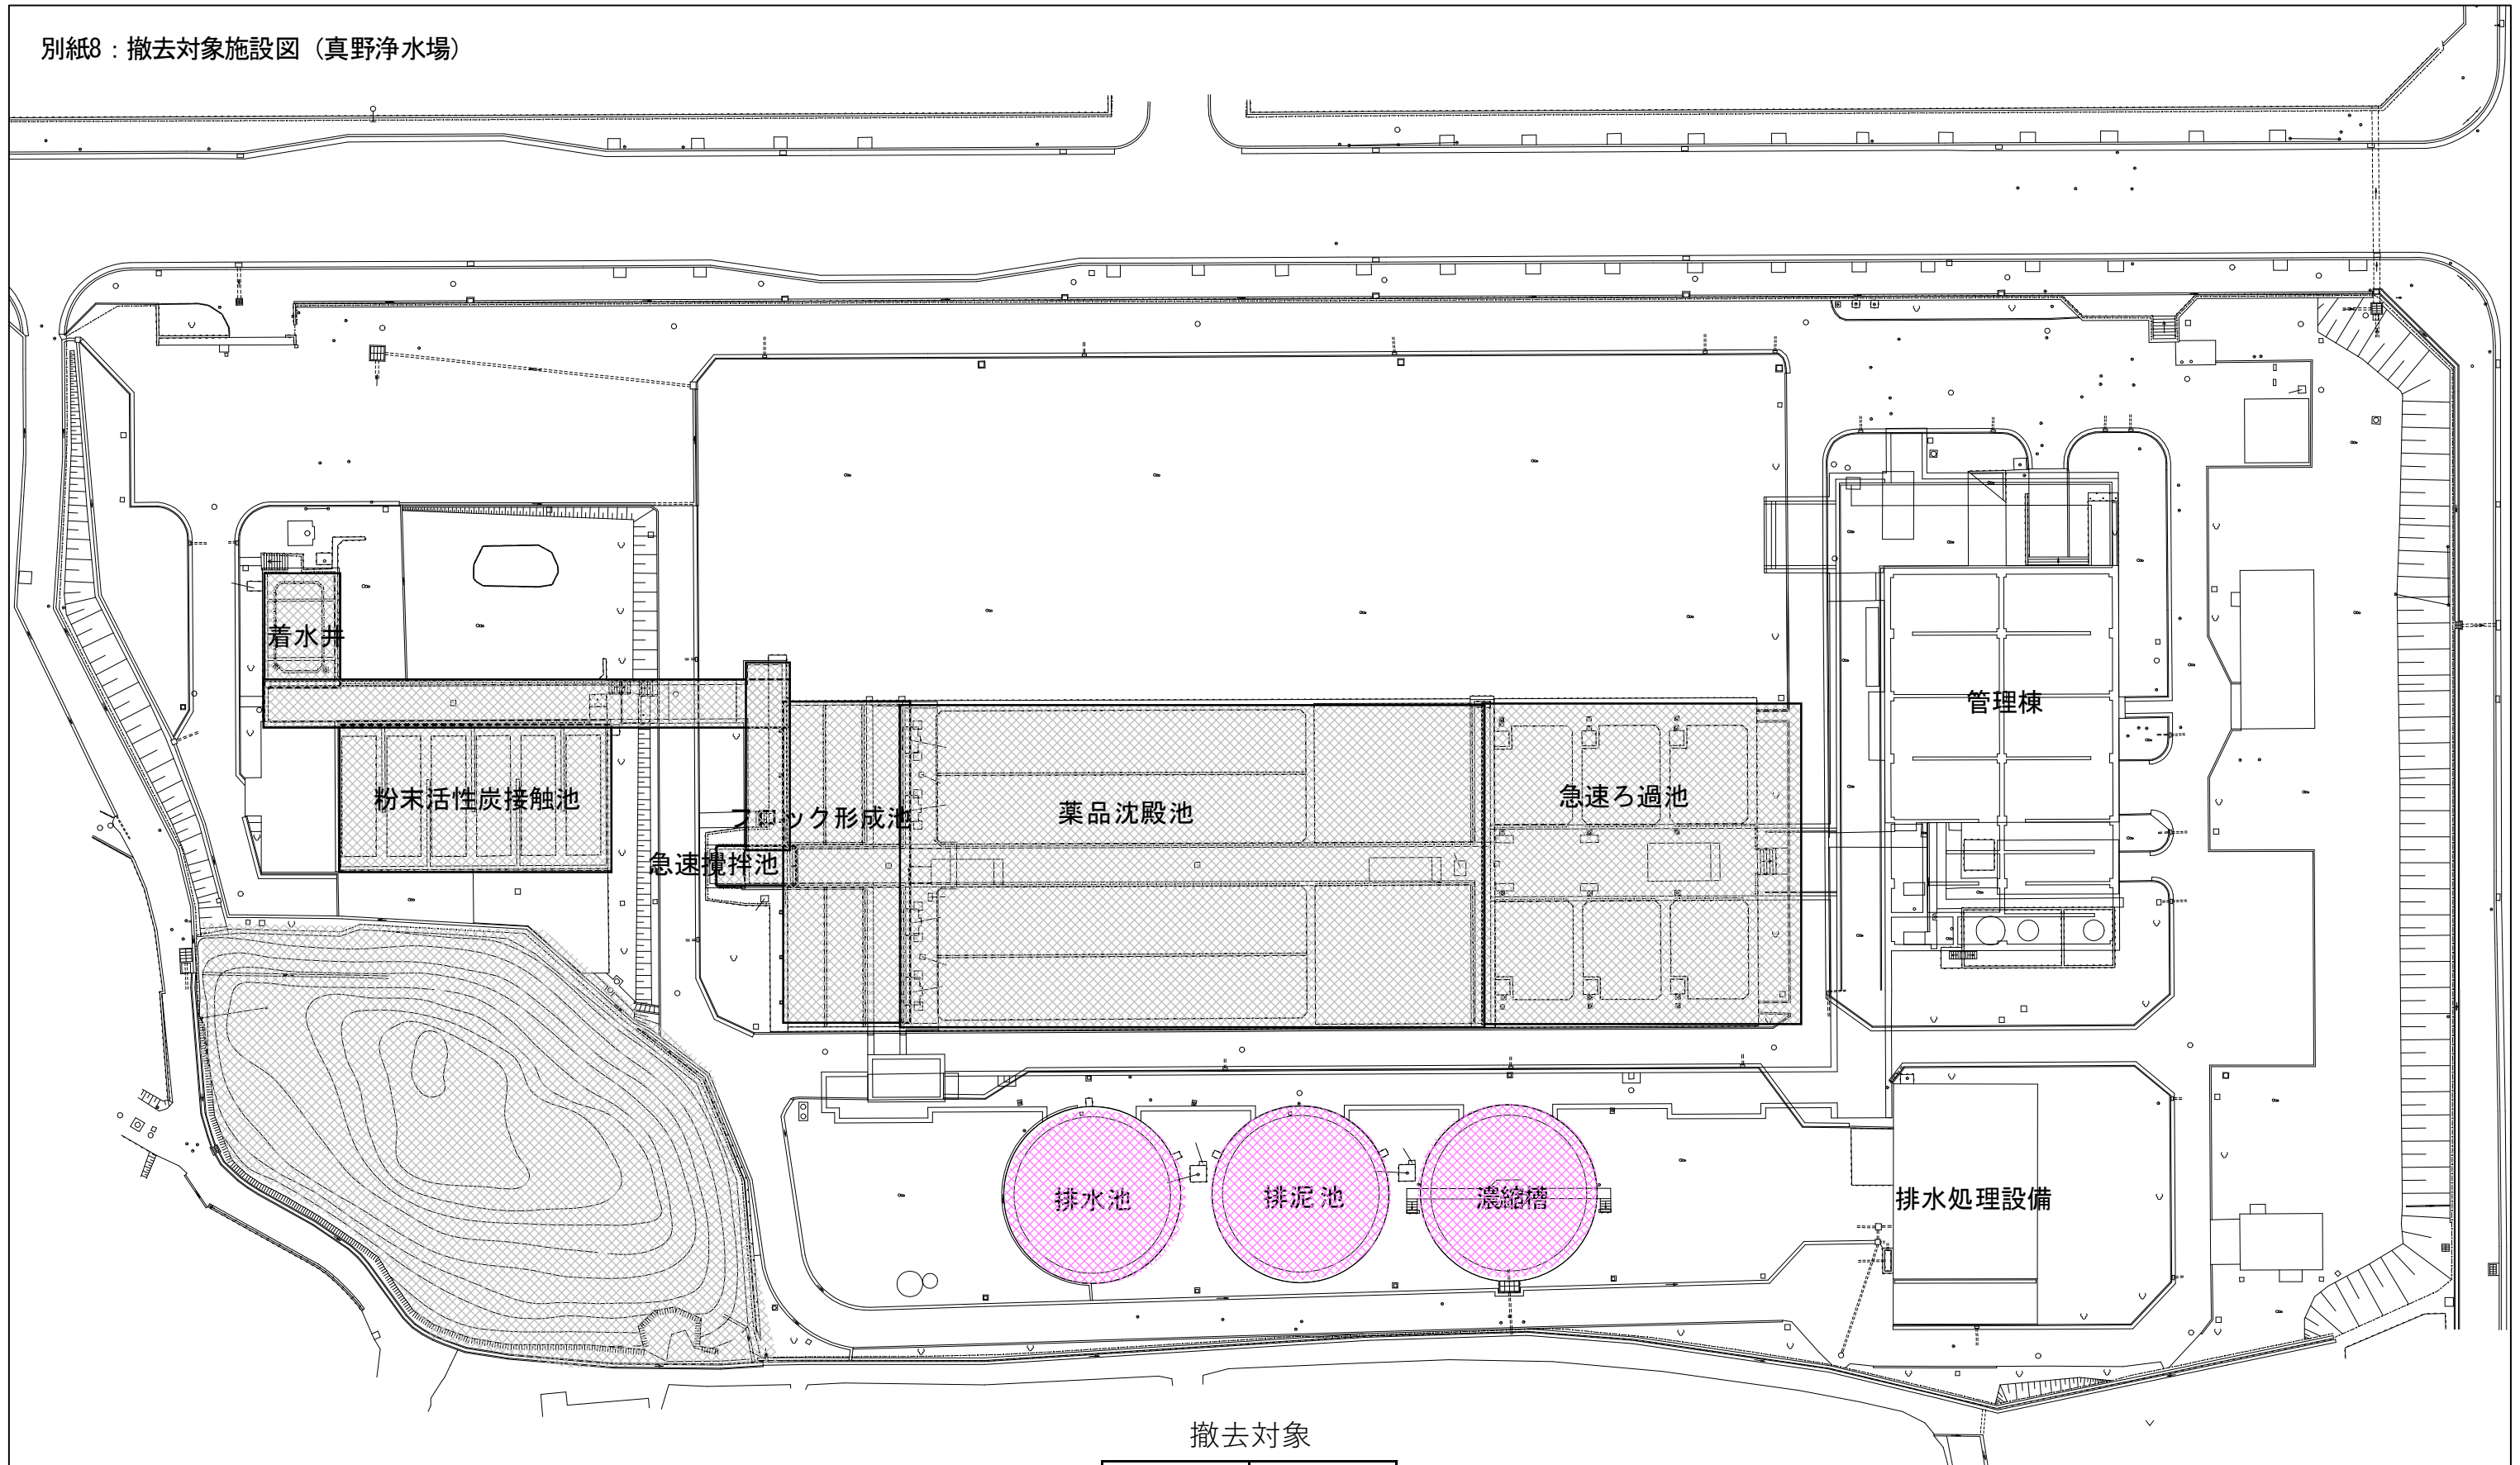 別紙8：撤去対象施設図（真野浄水場）
着水井
管理棟
粉末活性炭接触池
フロック形成池
薬品沈殿池
急速ろ過池
急速攪拌池
排水池
排泥池
濃縮槽
排水処理設備
撤去対象